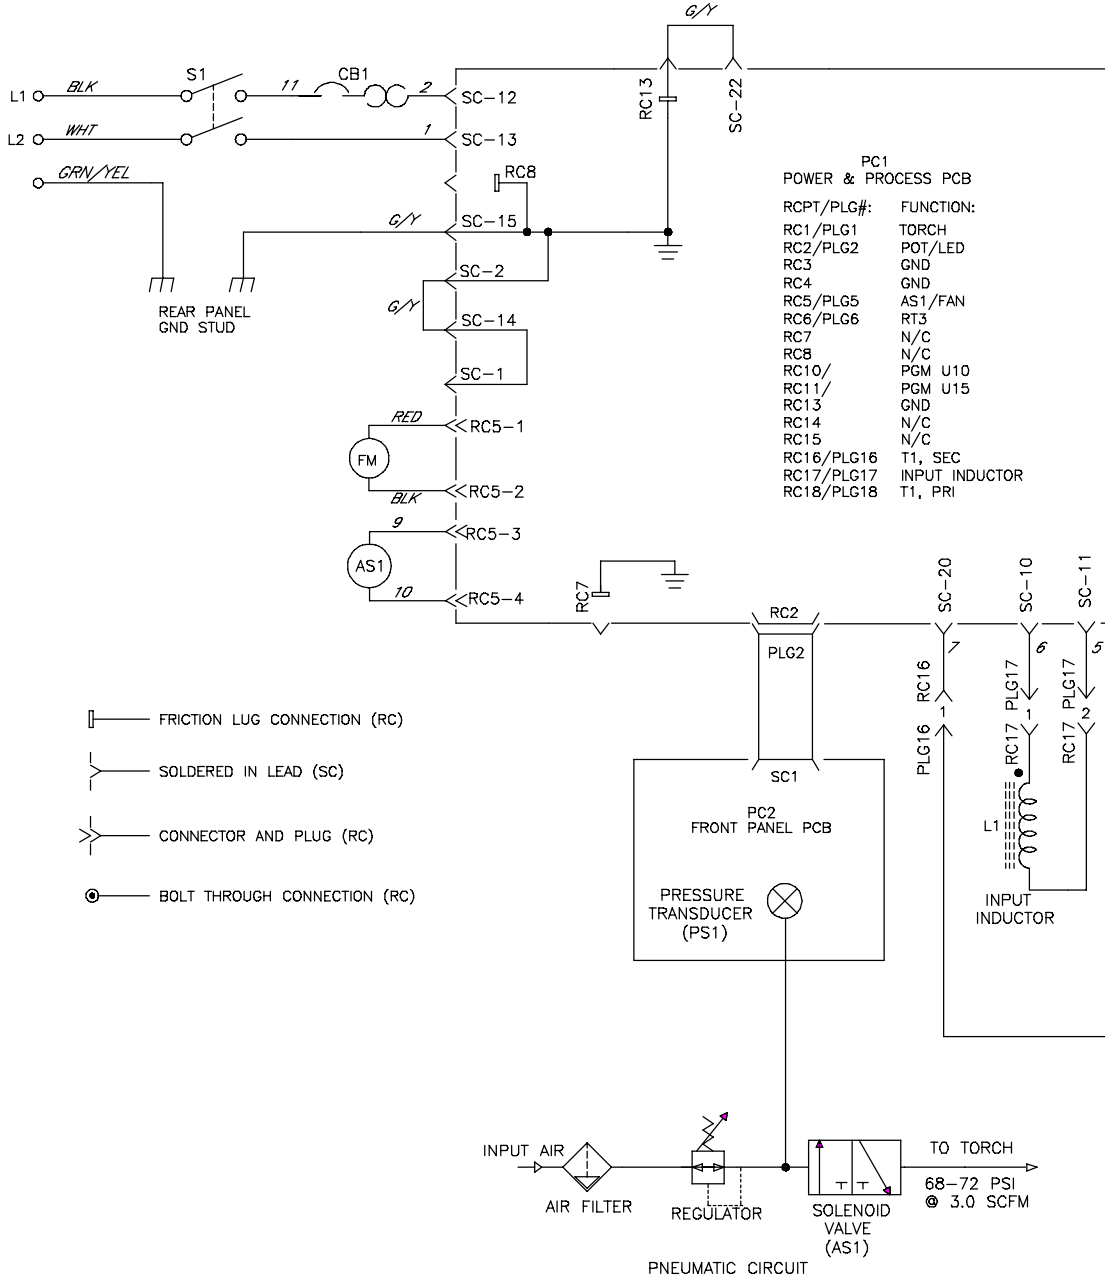 G/Y
S1
CB1
L1
BLK
11
2
SC-12
L2
WHT
1
SC-13
RC13
SC-22
GRN/YEL
RC8
G/Y
SC-15
SC-2
G/Y
SC-14
SC-1
REAR PANEL
GND STUD
PC1
POWER & PROCESS PCB
RCPT/PLG#: FUNCTION:
RC1/PLG1 TORCH
RC2/PLG2 POT/LED
RC3 GND
RC4 GND
RC5/PLG5 AS1/FAN
RC6/PLG6 RT3
RC7 N/C
RC8 N/C
RC10/ PGM U10
RC11/ PGM U15
RC13 GND
RC14 N/C
RC15 N/C
RC16/PLG16 T1, SEC
RC17/PLG17 INPUT INDUCTOR
RC18/PLG18 T1, PRI
RED
RC5-1
FM
BLK
RC5-2
9
RC5-3
AS1
10
RC5-4
RC7
RC2
PLG2
SC-20
SC-10
SC-11
7
6
5
RC16
PLG17
PLG17
1
1
2
PLG16
RC17
RC17
L1
INPUT
INDUCTOR
FRICTION LUG CONNECTION (RC)
SOLDERED IN LEAD (SC)
CONNECTOR AND PLUG (RC)
BOLT THROUGH CONNECTION (RC)
SC1
PC2
FRONT PANEL PCB
PRESSURE
TRANSDUCER
(PS1)
INPUT AIR
AIR FILTER
REGULATOR
SOLENOID
VALVE
(AS1)
TO TORCH
68-72 PSI
@ 3.0 SCFM
PNEUMATIC CIRCUIT